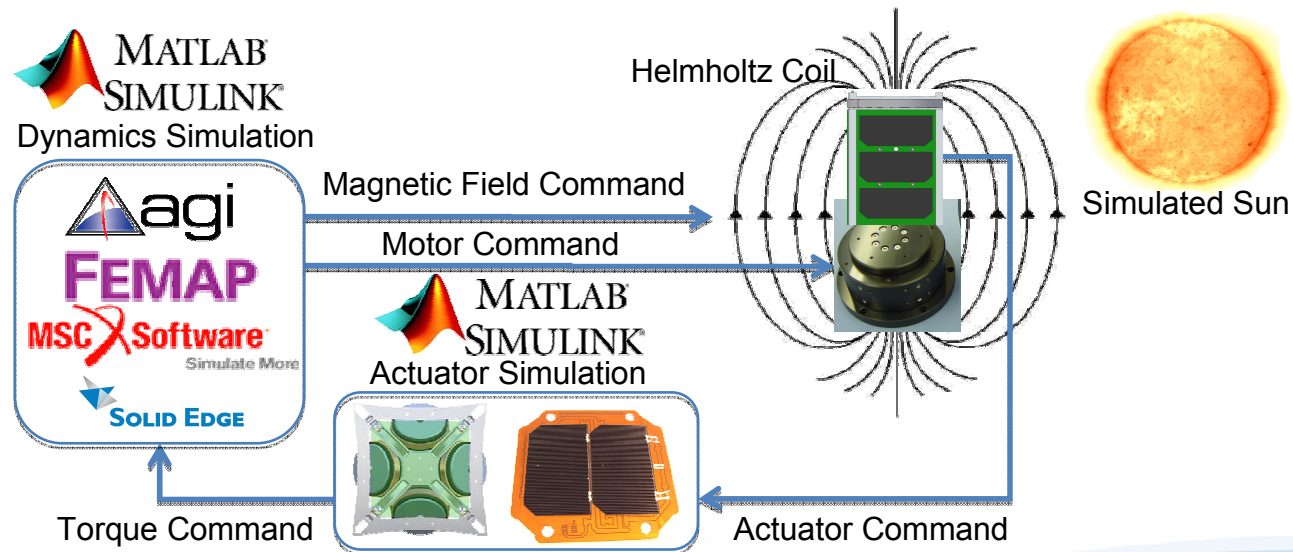 MATLAB
SIMULINK®
Dynamics Simulation
agi
FEMAP
MSC Software
Simulate More
SOLID EDGE
Magnetic Field Command
Motor Command
MATLAB
SIMULINK®
Actuator Simulation
Helmholtz Coil
Simulated Sun
Torque Command
Actuator Command